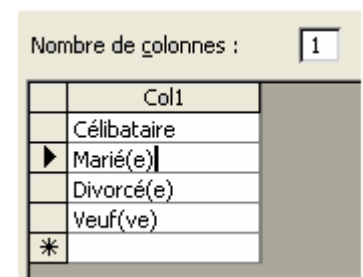 Nombre de colonnes : 1
Col1
Célibataire
Marié(e)
Divorcé(e)
Veuf(ve)